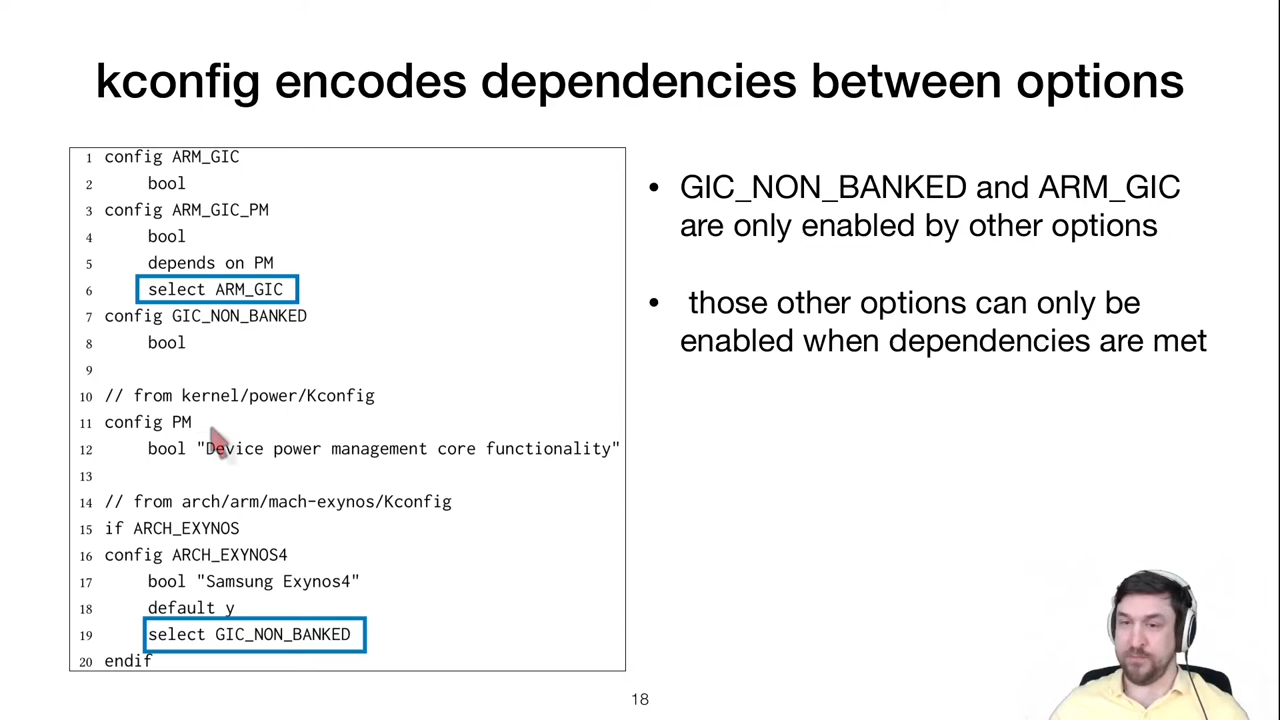 kconfig encodes dependencies between options
1 config ARM_GIC
2 bool
3 config ARM_GIC_PM
4 bool
5 depends on PM
6 select ARM_GIC
7 config GIC_NON_BANKED
8 bool
9
10 // from kernel/power/Kconfig
11 config PM
12 bool "Device power management core functionality"
13
14 // from arch/arm/mach-exynos/Kconfig
15 if ARCH_EXYNOS
16 config ARCH_EXYNOS4
17 bool "Samsung Exynos4"
18 default y
19 select GIC_NON_BANKED
20 endif
• GIC_NON_BANKED and ARM_GIC
are only enabled by other options
• those other options can only be
enabled when dependencies are met
18